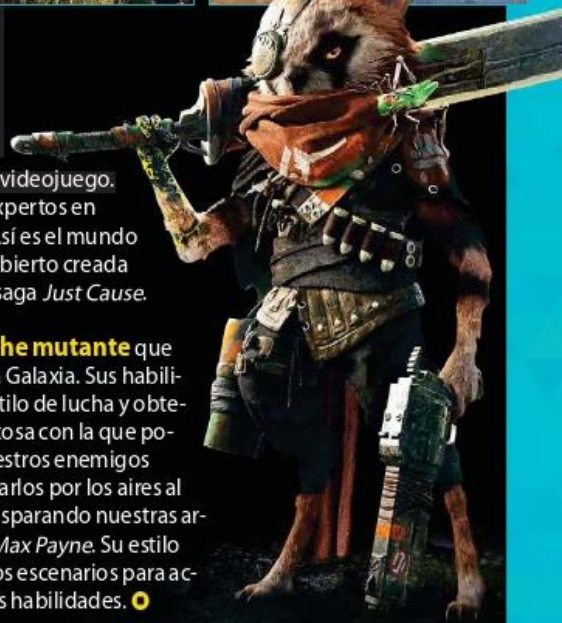 videojuego.
xpertos en
sí es el mundo
bierto creada
saga Just Cause.
he mutante que
Galaxia. Sus habili-
tilo de lucha y obte-
tosa con la que po-
estros enemigos
arlos por los aires al
sparando nuestras ar-
Max Payne. Su estilo
os escenarios para ac-
s habilidades.